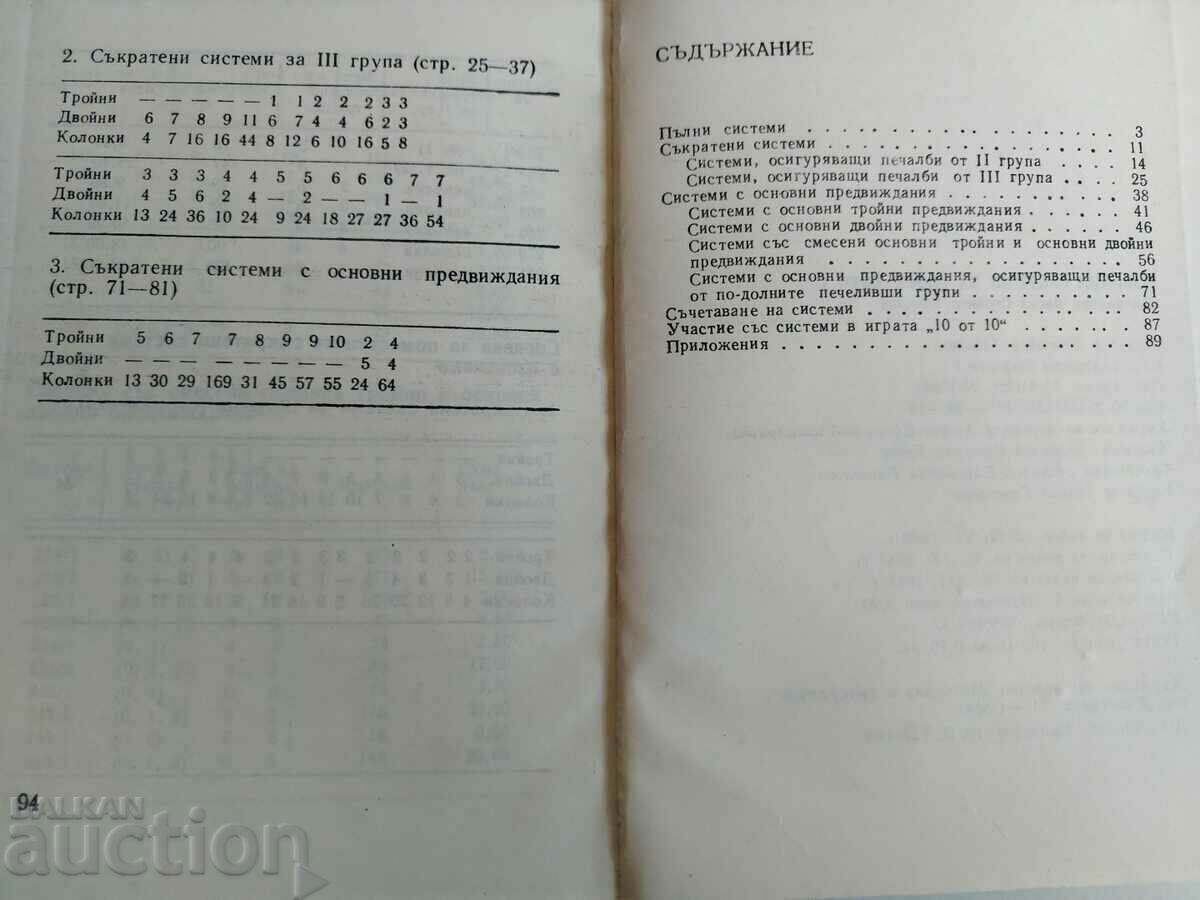 2. Съкратени системи за III група (стр. 25—37)
Тройни — — — — — 1 1 2 2 2 3 3
Двойни 6 7 8 9 11 6 7 4 4 6 2 3
Колонки 4 7 16 16 44 8 12 6 10 16 5 8
Тройни 3 3 3 4 4 5 5 6 6 6 7 7
Двойни 4 5 6 2 4 — 2 — — 1 — 1
Колонки 13 24 36 10 24 9 24 18 27 27 36 54
3. Съкратени системи с основни предвиждания
(стр. 71—81)
Тройни 5 6 7 7 8 9 9 10 2 4
Двойни — — — — — — — — 5 4
Колонки 13 30 29 169 31 45 57 55 24 64
94
BALKAN
auction
СЪДЪРЖАНИЕ
Пълни системи . . . . . . . . . . . . . . . . . . . 3
Съкратени системи . . . . . . . . . . . . . . . . . 11
Системи, осигуряващи печалби от II група . . . . 14
Системи, осигуряващи печалби от III група . . . . 25
Системи с основни предвиждания . . . . . . . . . . 38
Системи с основни тройни предвиждания . . . . . 41
Системи с основни двойни предвиждания . . . . . 46
Системи със смесени основни тройни и основни двойни
предвиждания . . . . . . . . . . . . . . . . 56
Системи с основни предвиждания, осигуряващи печалби
от по-долните печеливши групи . . . . . . . . . 71
Съчетаване на системи . . . . . . . . . . . . . . 82
Участие със системи в играта „10 от 10“ . . . . . . . 87
Приложения . . . . . . . . . . . . . . . . . . . 89